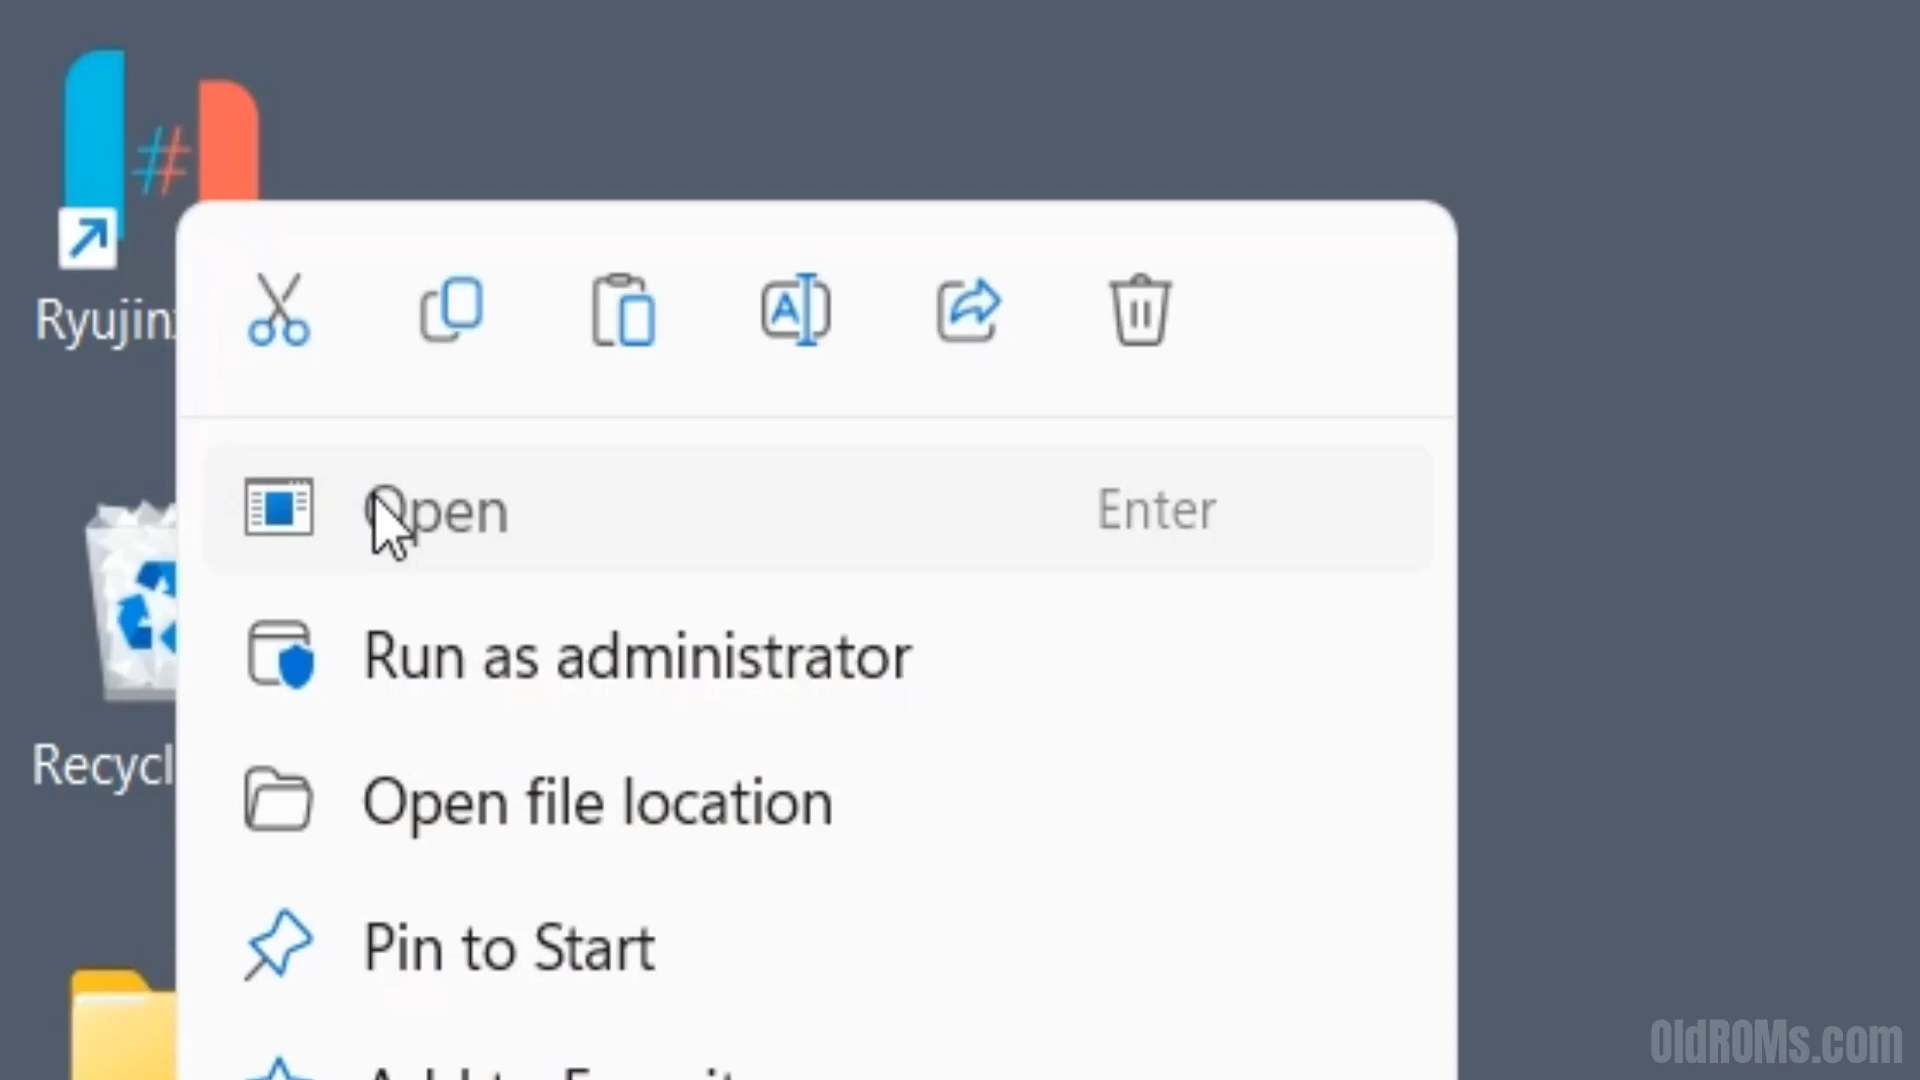 #
Ryujin
A
Open Enter
Run as administrator
Recycl
Open file location
Pin to Start
OldROMs.com